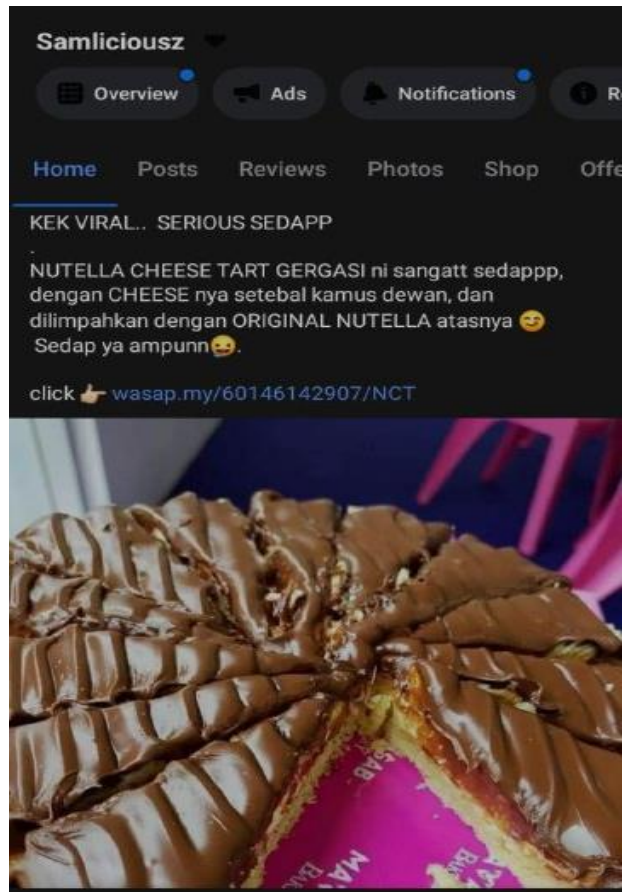 Samliciousz
Overview Ads Notifications R
Home Posts Reviews Photos Shop Offe
KEK VIRAL.. SERIOUS SEDAPP
.
NUTELLA CHEESE TART GERGASI ni sangatt sedappp,
dengan CHEESE nya setebal kamus dewan, dan
dilimpahkan dengan ORIGINAL NUTELLA atasnya 😊
Sedap ya ampunn😆.
click 👉🏼 wasap.my/60146142907/NCT